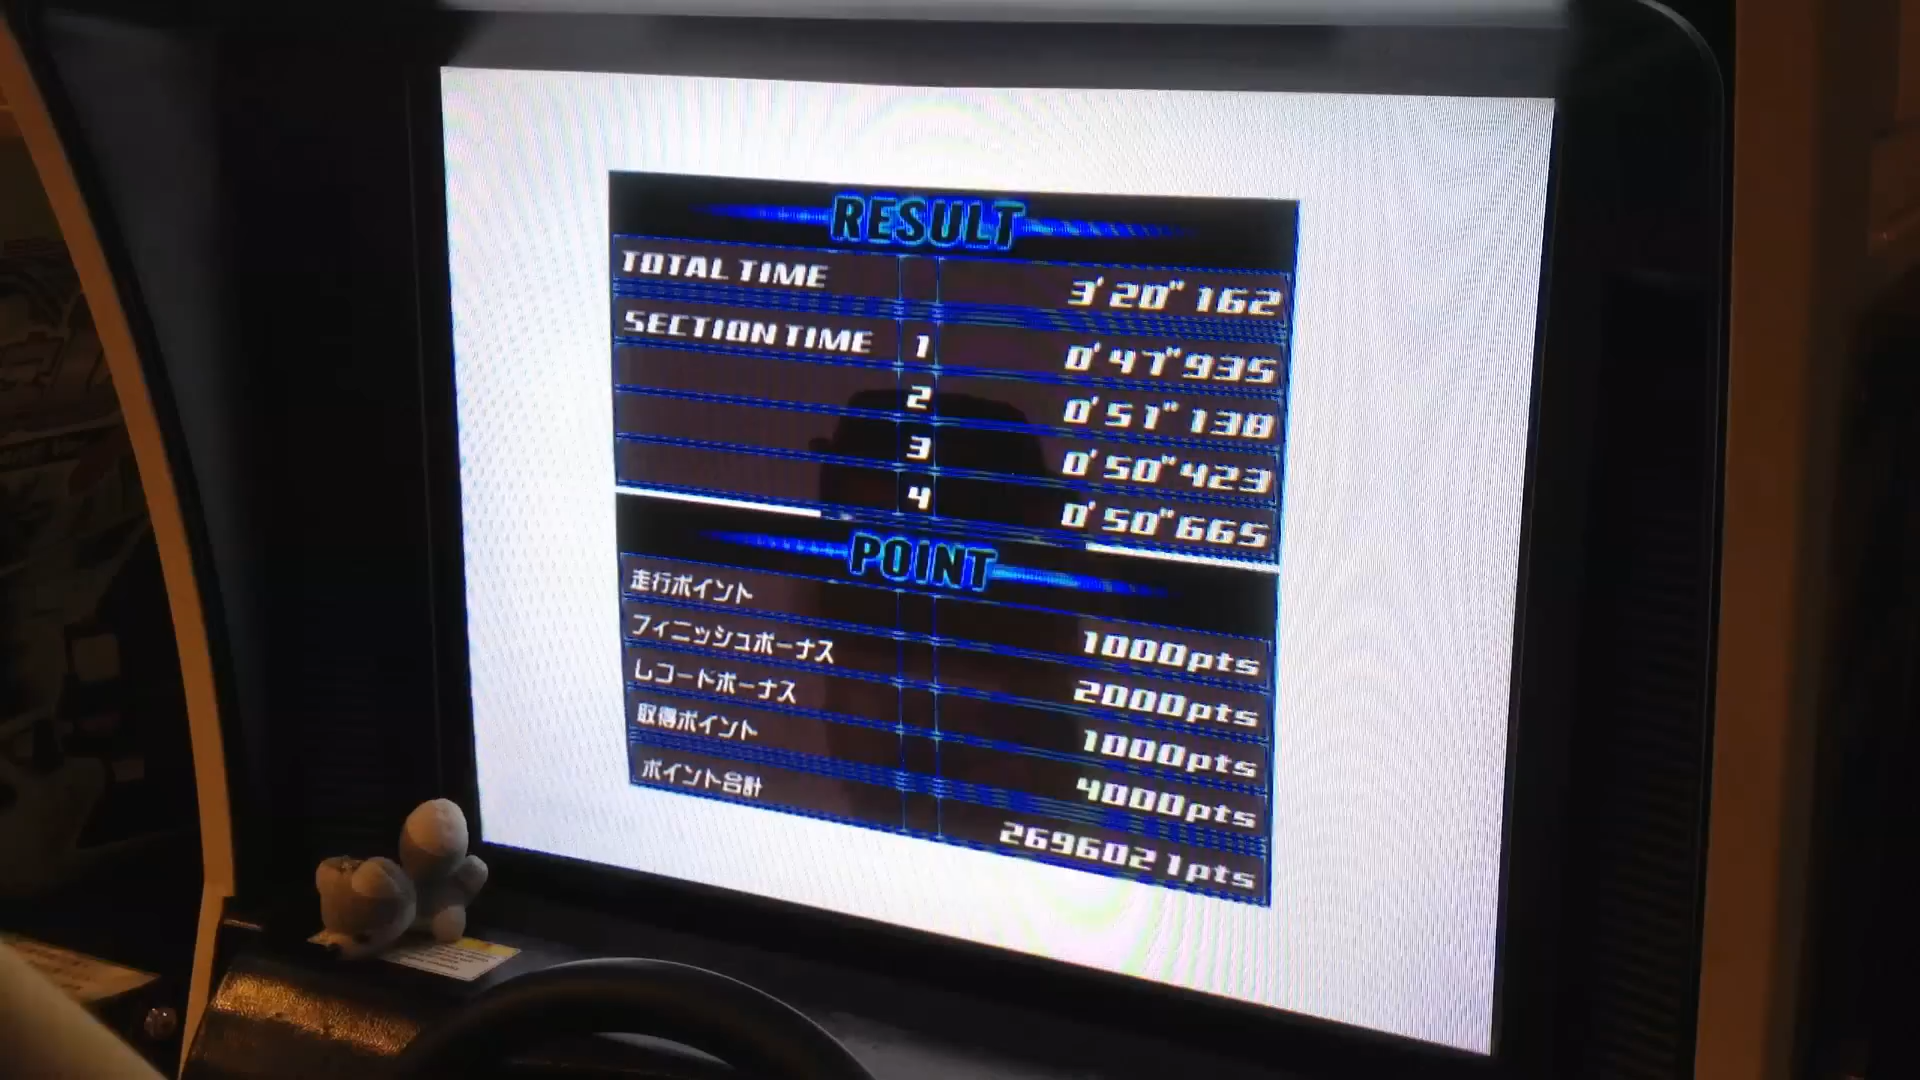 RESULT
TOTAL TIME 3'20"162
SECTION TIME 1 0'47"935
2 0'51"138
3 0'50"423
4 0'50"665
POINT
走行ポイント 1000pts
フィニッシュボーナス 2000pts
レコードボーナス 1000pts
取得ポイント 4000pts
ポイント合計 2696021pts